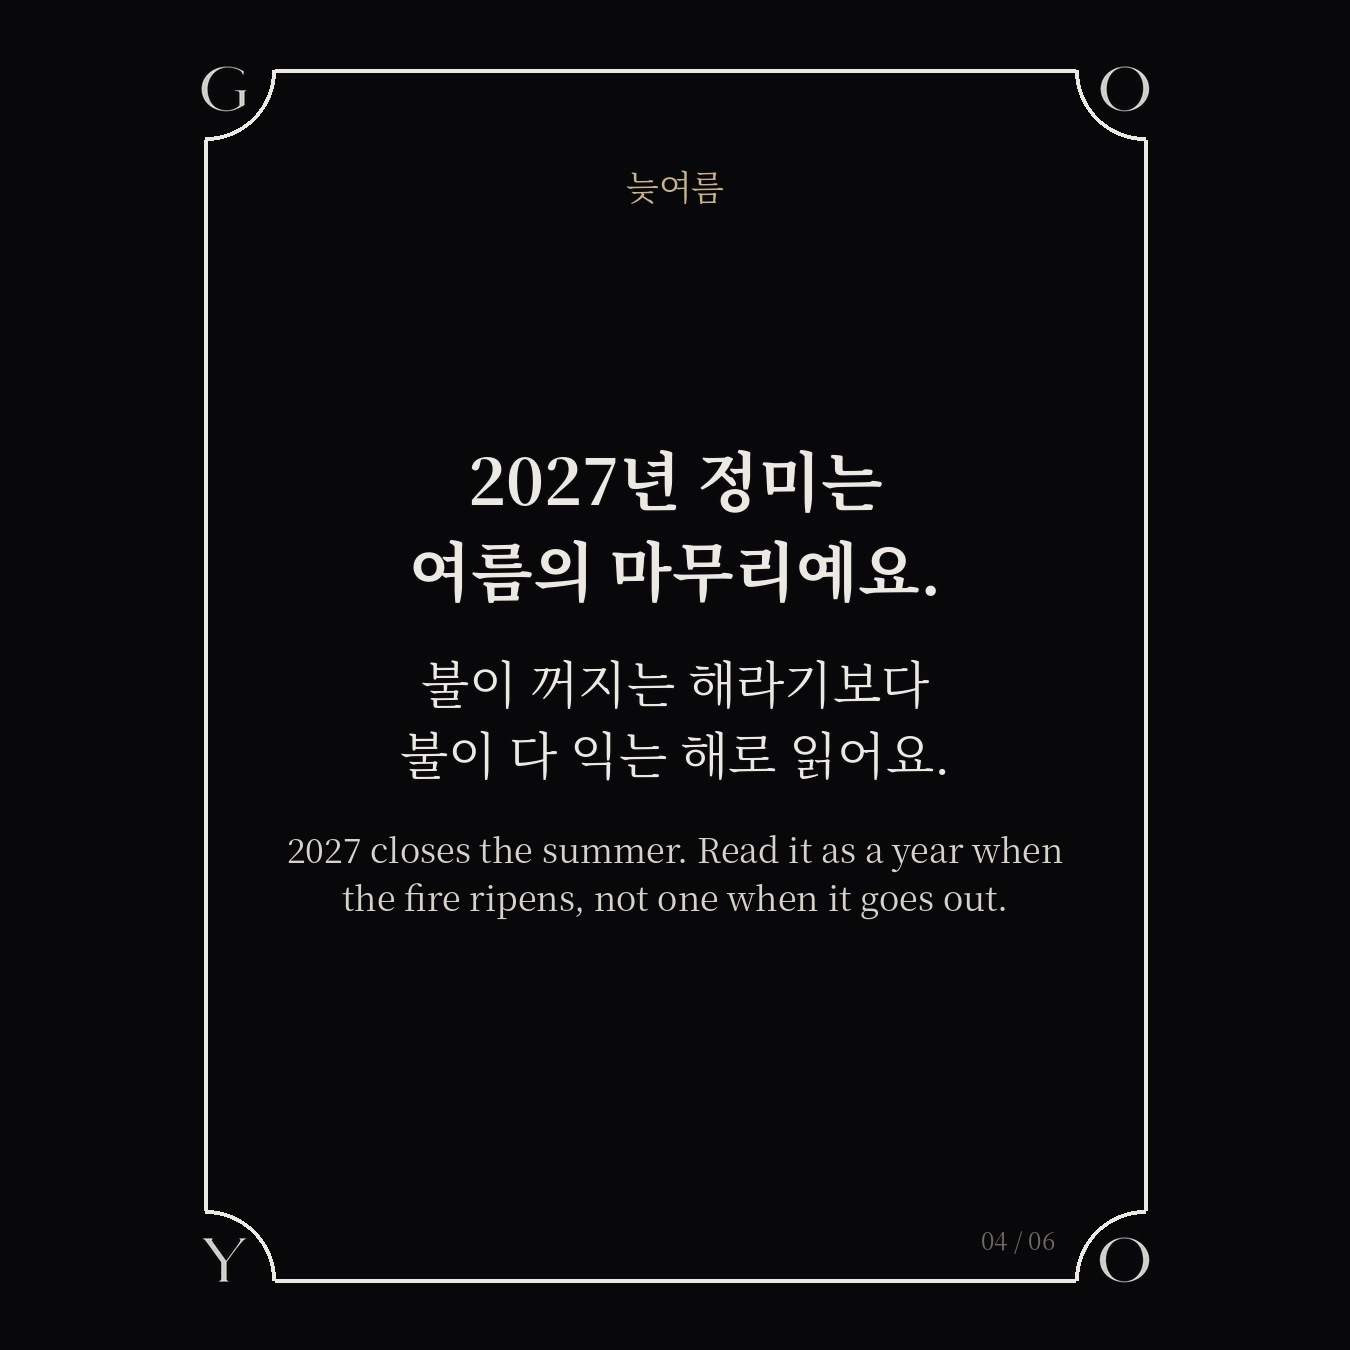 G O
늦여름
2027년 정미는
여름의 마무리예요.
불이 꺼지는 해라기보다
불이 다 익는 해로 읽어요.
2027 closes the summer. Read it as a year when
the fire ripens, not one when it goes out.
04 / 06
Y O